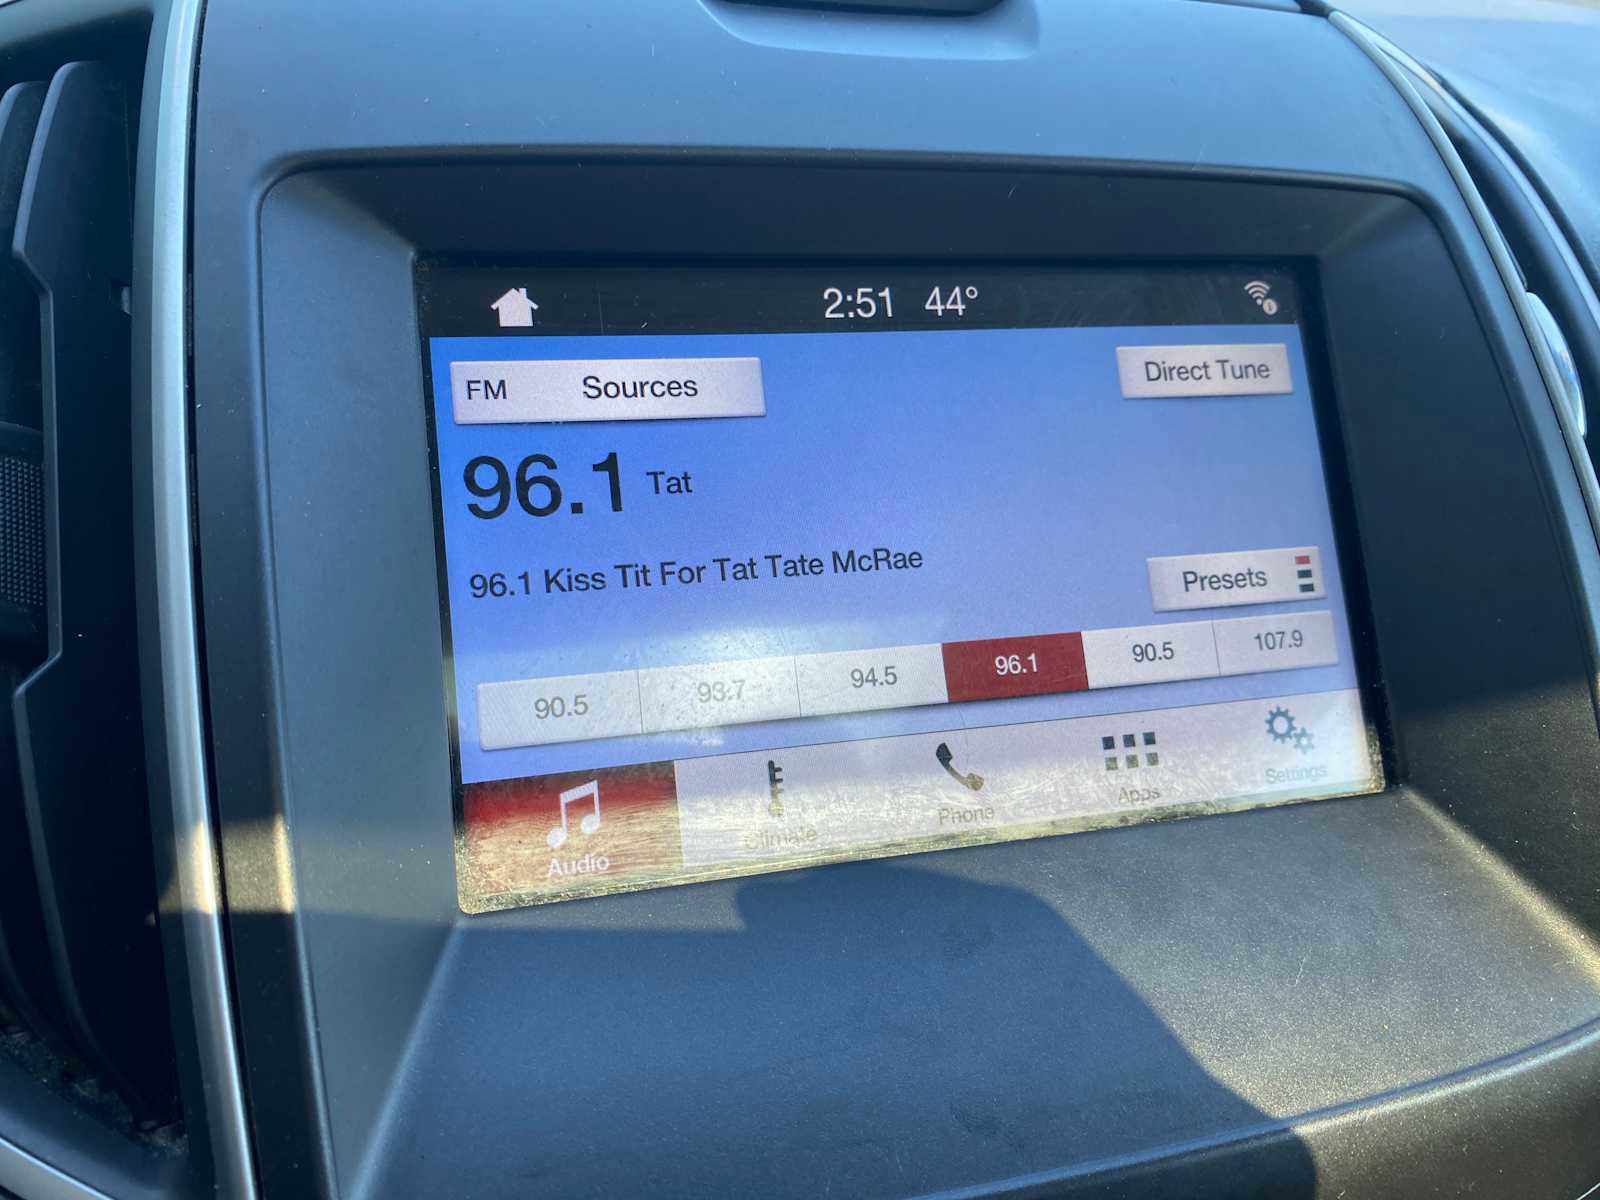 2:51 44°
FM Sources Direct Tune
96.1 Tat
96.1 Kiss Tit For Tat Tate McRae
Presets
90.5 93.7 94.5 96.1 90.5 107.9
Audio Climate Phone Apps Settings